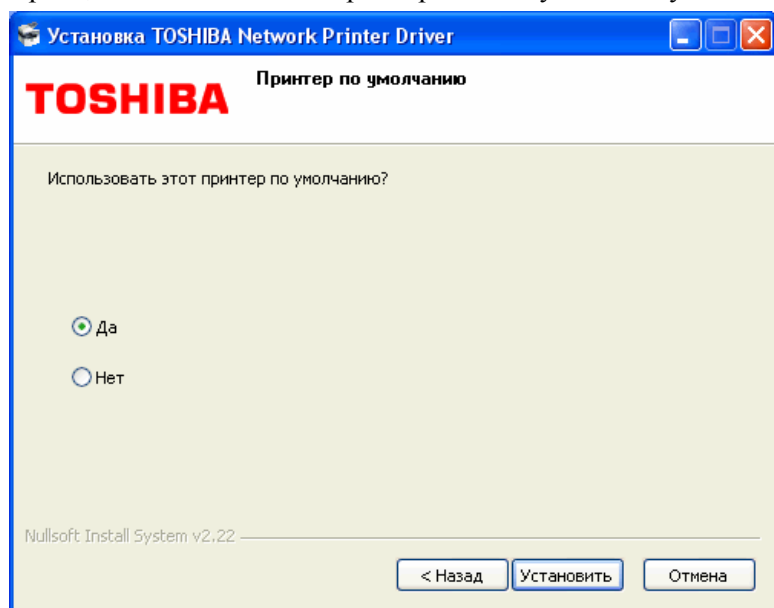 Установка TOSHIBA Network Printer Driver
TOSHIBA
Принтер по умолчанию
Использовать этот принтер по умолчанию?
Да
Нет
Nullsoft Install System v2.22
< Назад
Установить
Отмена